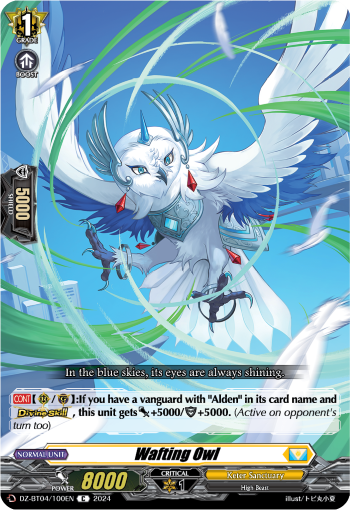 1
GRADE
BOOST
5000
SHIELD
In the blue skies, its eyes are always shining.
CONT【 / 】:If you have a vanguard with "Alden" in its card name and
Divine Skill , this unit gets +5000/ +5000. (Active on opponent's
turn too)
NORMAL UNIT
Wafting Owl
POWER 8000
CRITICAL
1
Keter Sanctuary
High Beast
DZ-BT04/100EN C 2024
illust/トビ丸小夏